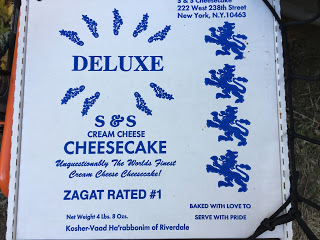 S & S Cheesecake
222 West 238th Street
New York, N.Y.10463
DELUXE
S & S
CREAM CHEESE
CHEESECAKE
Unquestionably The Worlds Finest
Cream Cheese Cheesecake!
ZAGAT RATED #1
Net Weight 4 Lbs. 8 Ozs.
Kosher-Vaad Ha'rabbonim of Riverdale
BAKED WITH LOVE TO
SERVE WITH PRIDE